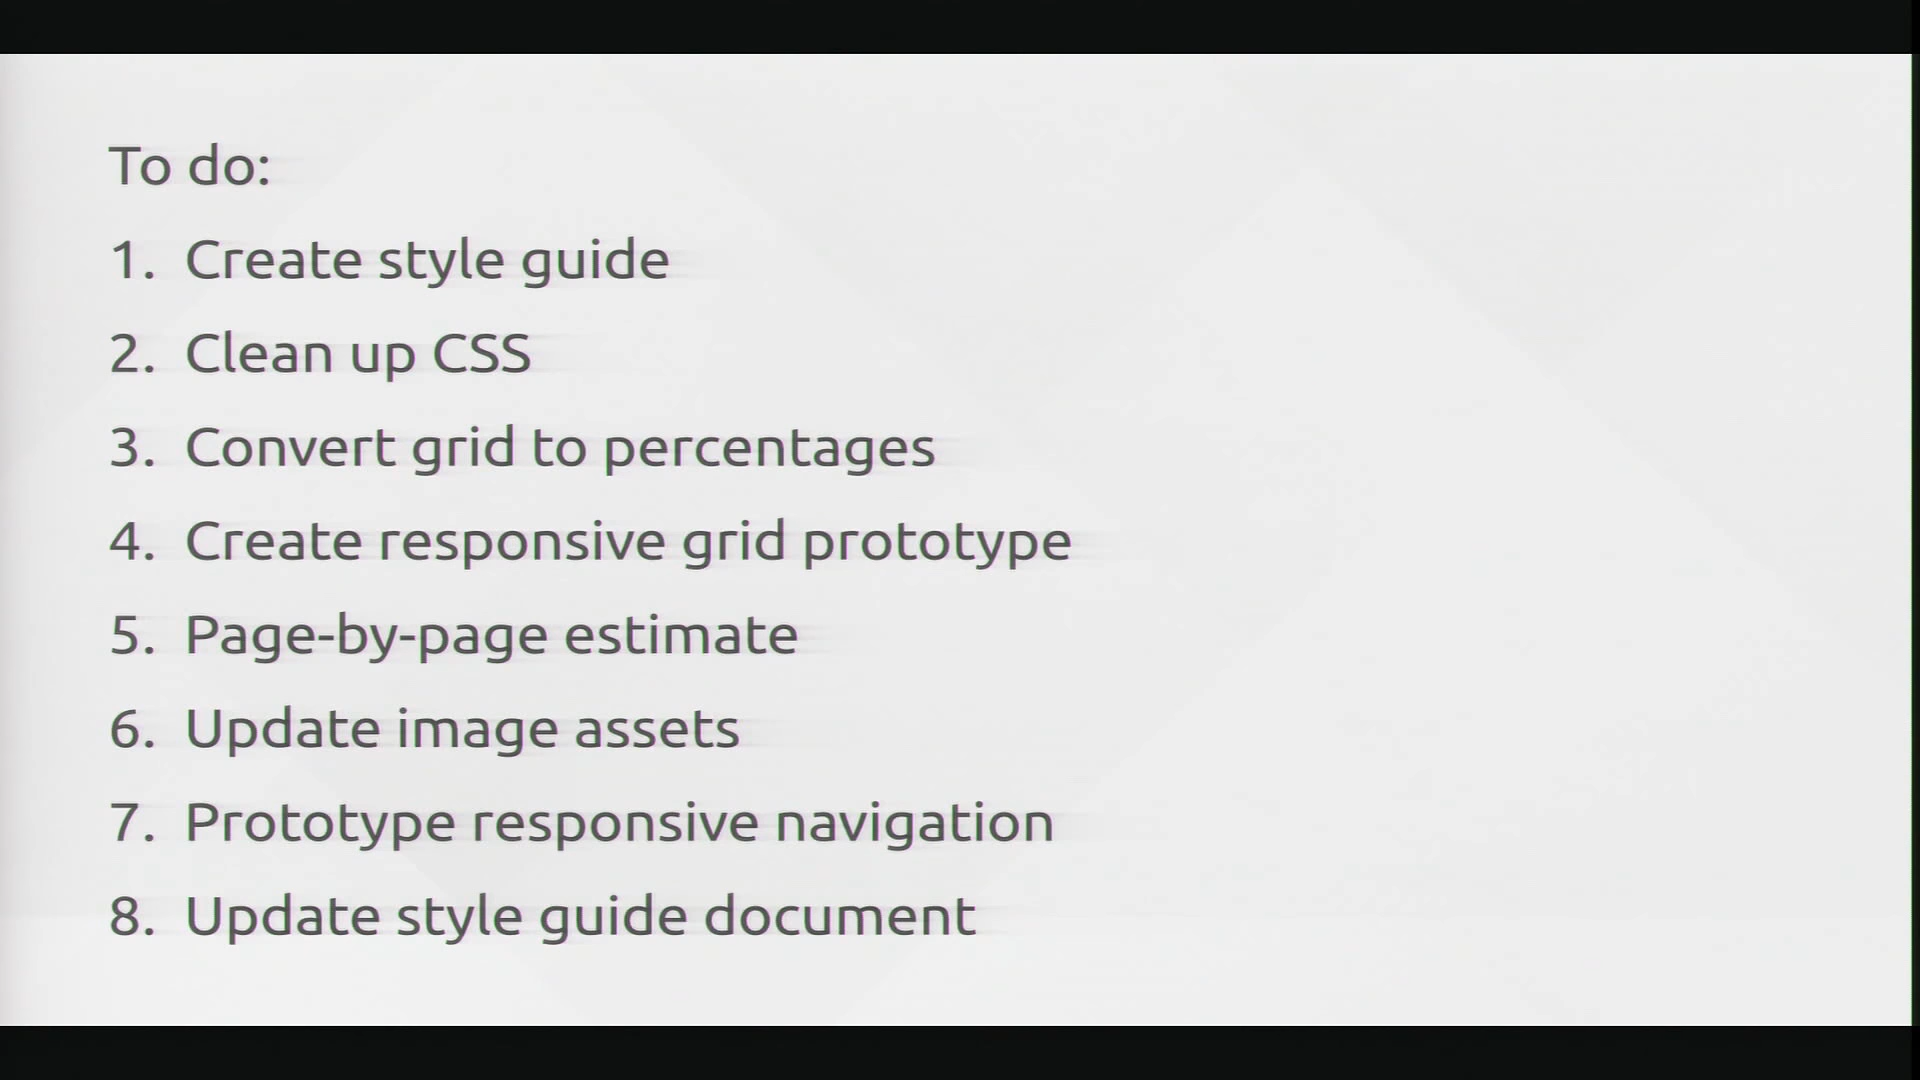 To do:
1. Create style guide
2. Clean up CSS
3. Convert grid to percentages
4. Create responsive grid prototype
5. Page-by-page estimate
6. Update image assets
7. Prototype responsive navigation
8. Update style guide document